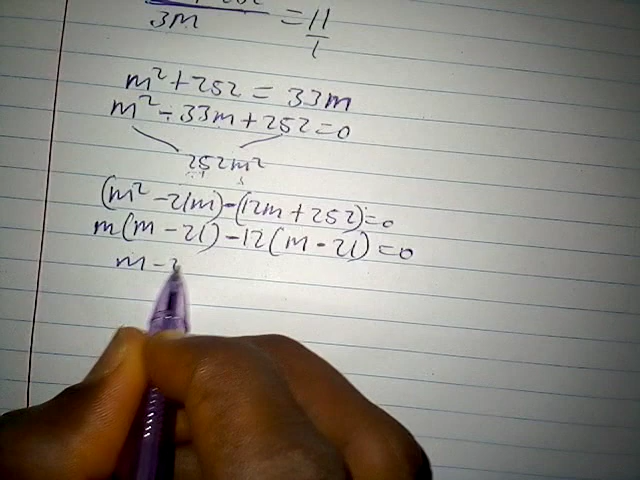 3m = 11/1
m² + 252 = 33m
m² - 33m + 252 = 0
252m²
(m² - 21m) - (12m + 252) = 0
m(m - 21) - 12(m - 21) = 0
m -